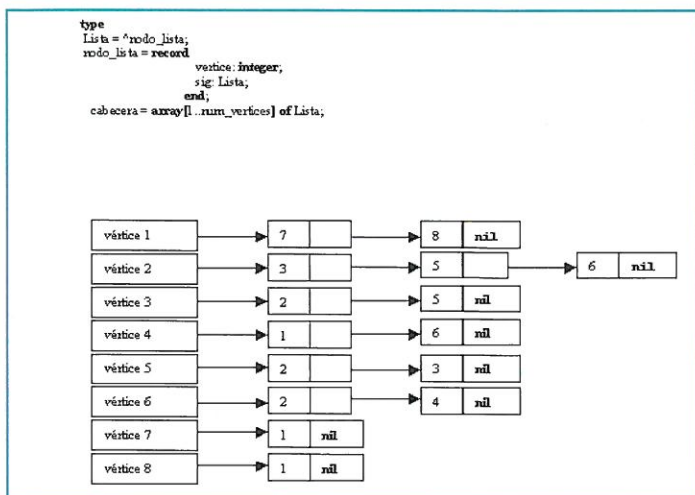 type
Lista = ^nodo_lista;
nodo_lista = record
vertice: integer;
sig: Lista;
end;
cabecera = array[1..num_vertices] of Lista;
vértice 1 7 8 nil
vértice 2 3 5 6 nil
vértice 3 2 5 nil
vértice 4 1 6 nil
vértice 5 2 3 nil
vértice 6 2 4 nil
vértice 7 1 nil
vértice 8 1 nil